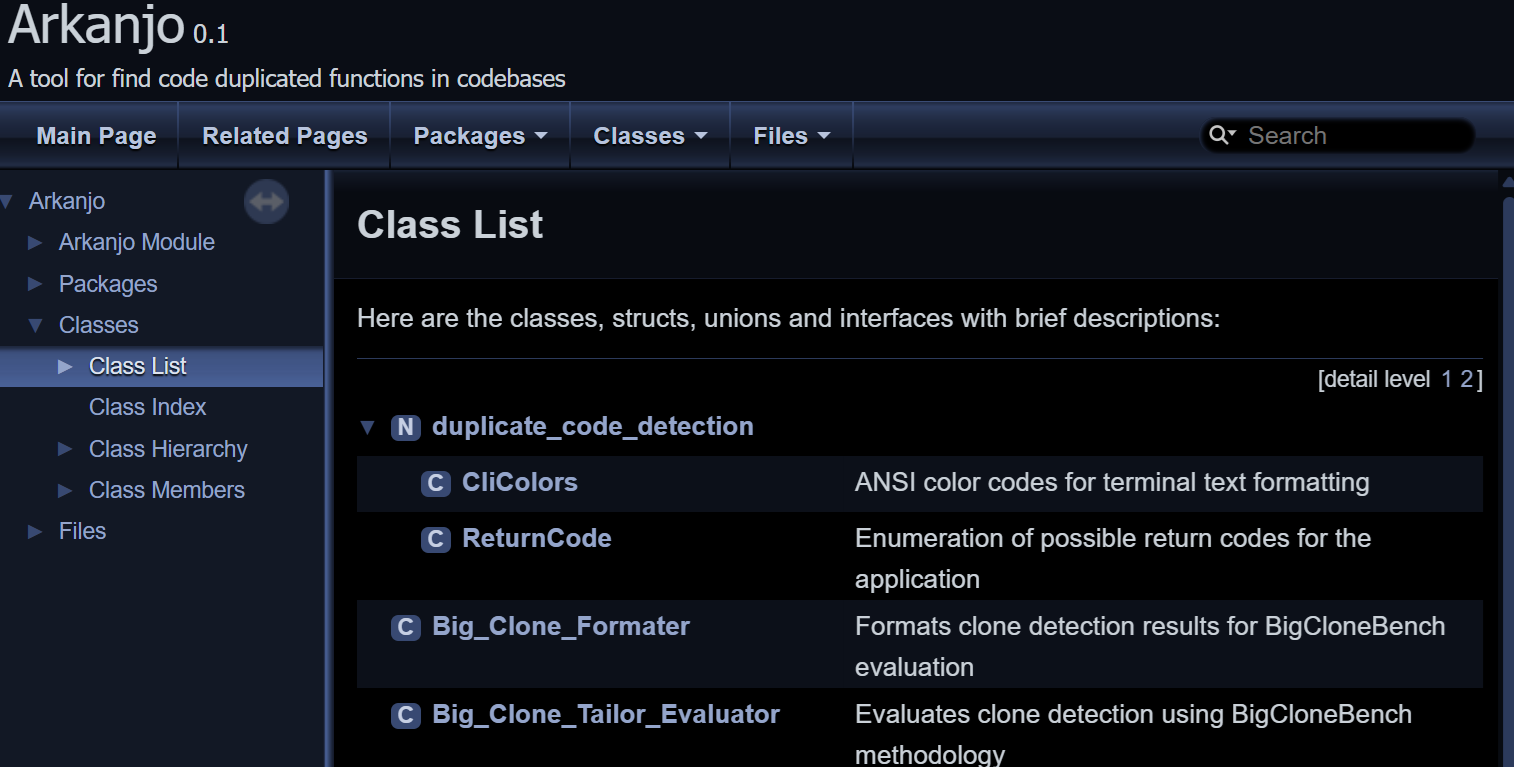 Arkanjo 0.1
A tool for find code duplicated functions in codebases
Main Page Related Pages Packages Classes Files Search
Arkanjo
Arkanjo Module
Packages
Classes
Class List
Class Index
Class Hierarchy
Class Members
Files
Class List
Here are the classes, structs, unions and interfaces with brief descriptions:
[detail level 1 2]
N duplicate_code_detection
C CliColors ANSI color codes for terminal text formatting
C ReturnCode Enumeration of possible return codes for the
application
C Big_Clone_Formater Formats clone detection results for BigCloneBench
evaluation
C Big_Clone_Tailor_Evaluator Evaluates clone detection using BigCloneBench
methodology